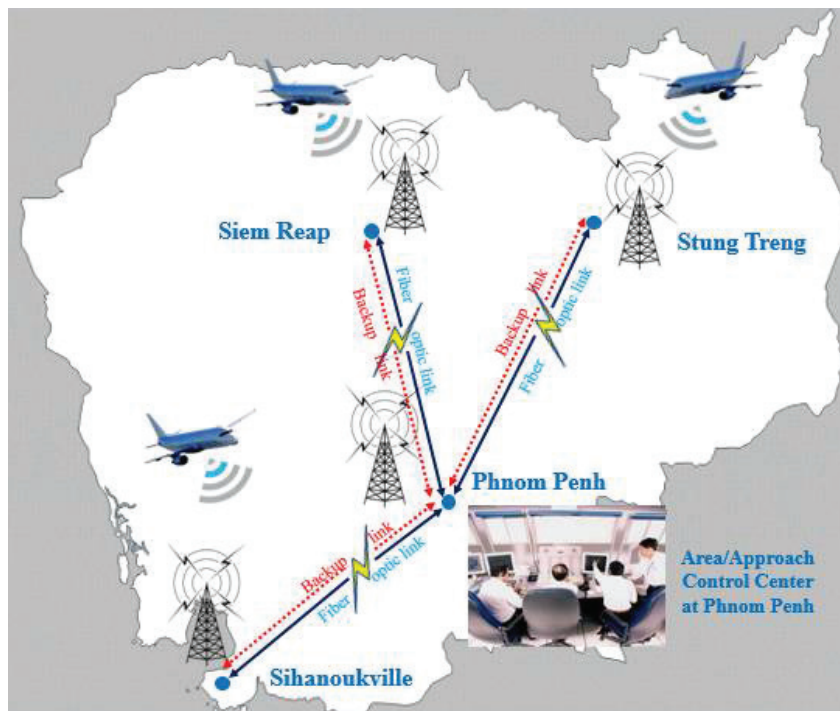 Siem Reap
Stung Treng
Fiber
optic link
Backup
link
Backup
link
Fiber
optic link
Phnom Penh
Backup
link
Fiber
optic link
Area/Approach
Control Center
at Phnom Penh
Sihanoukville